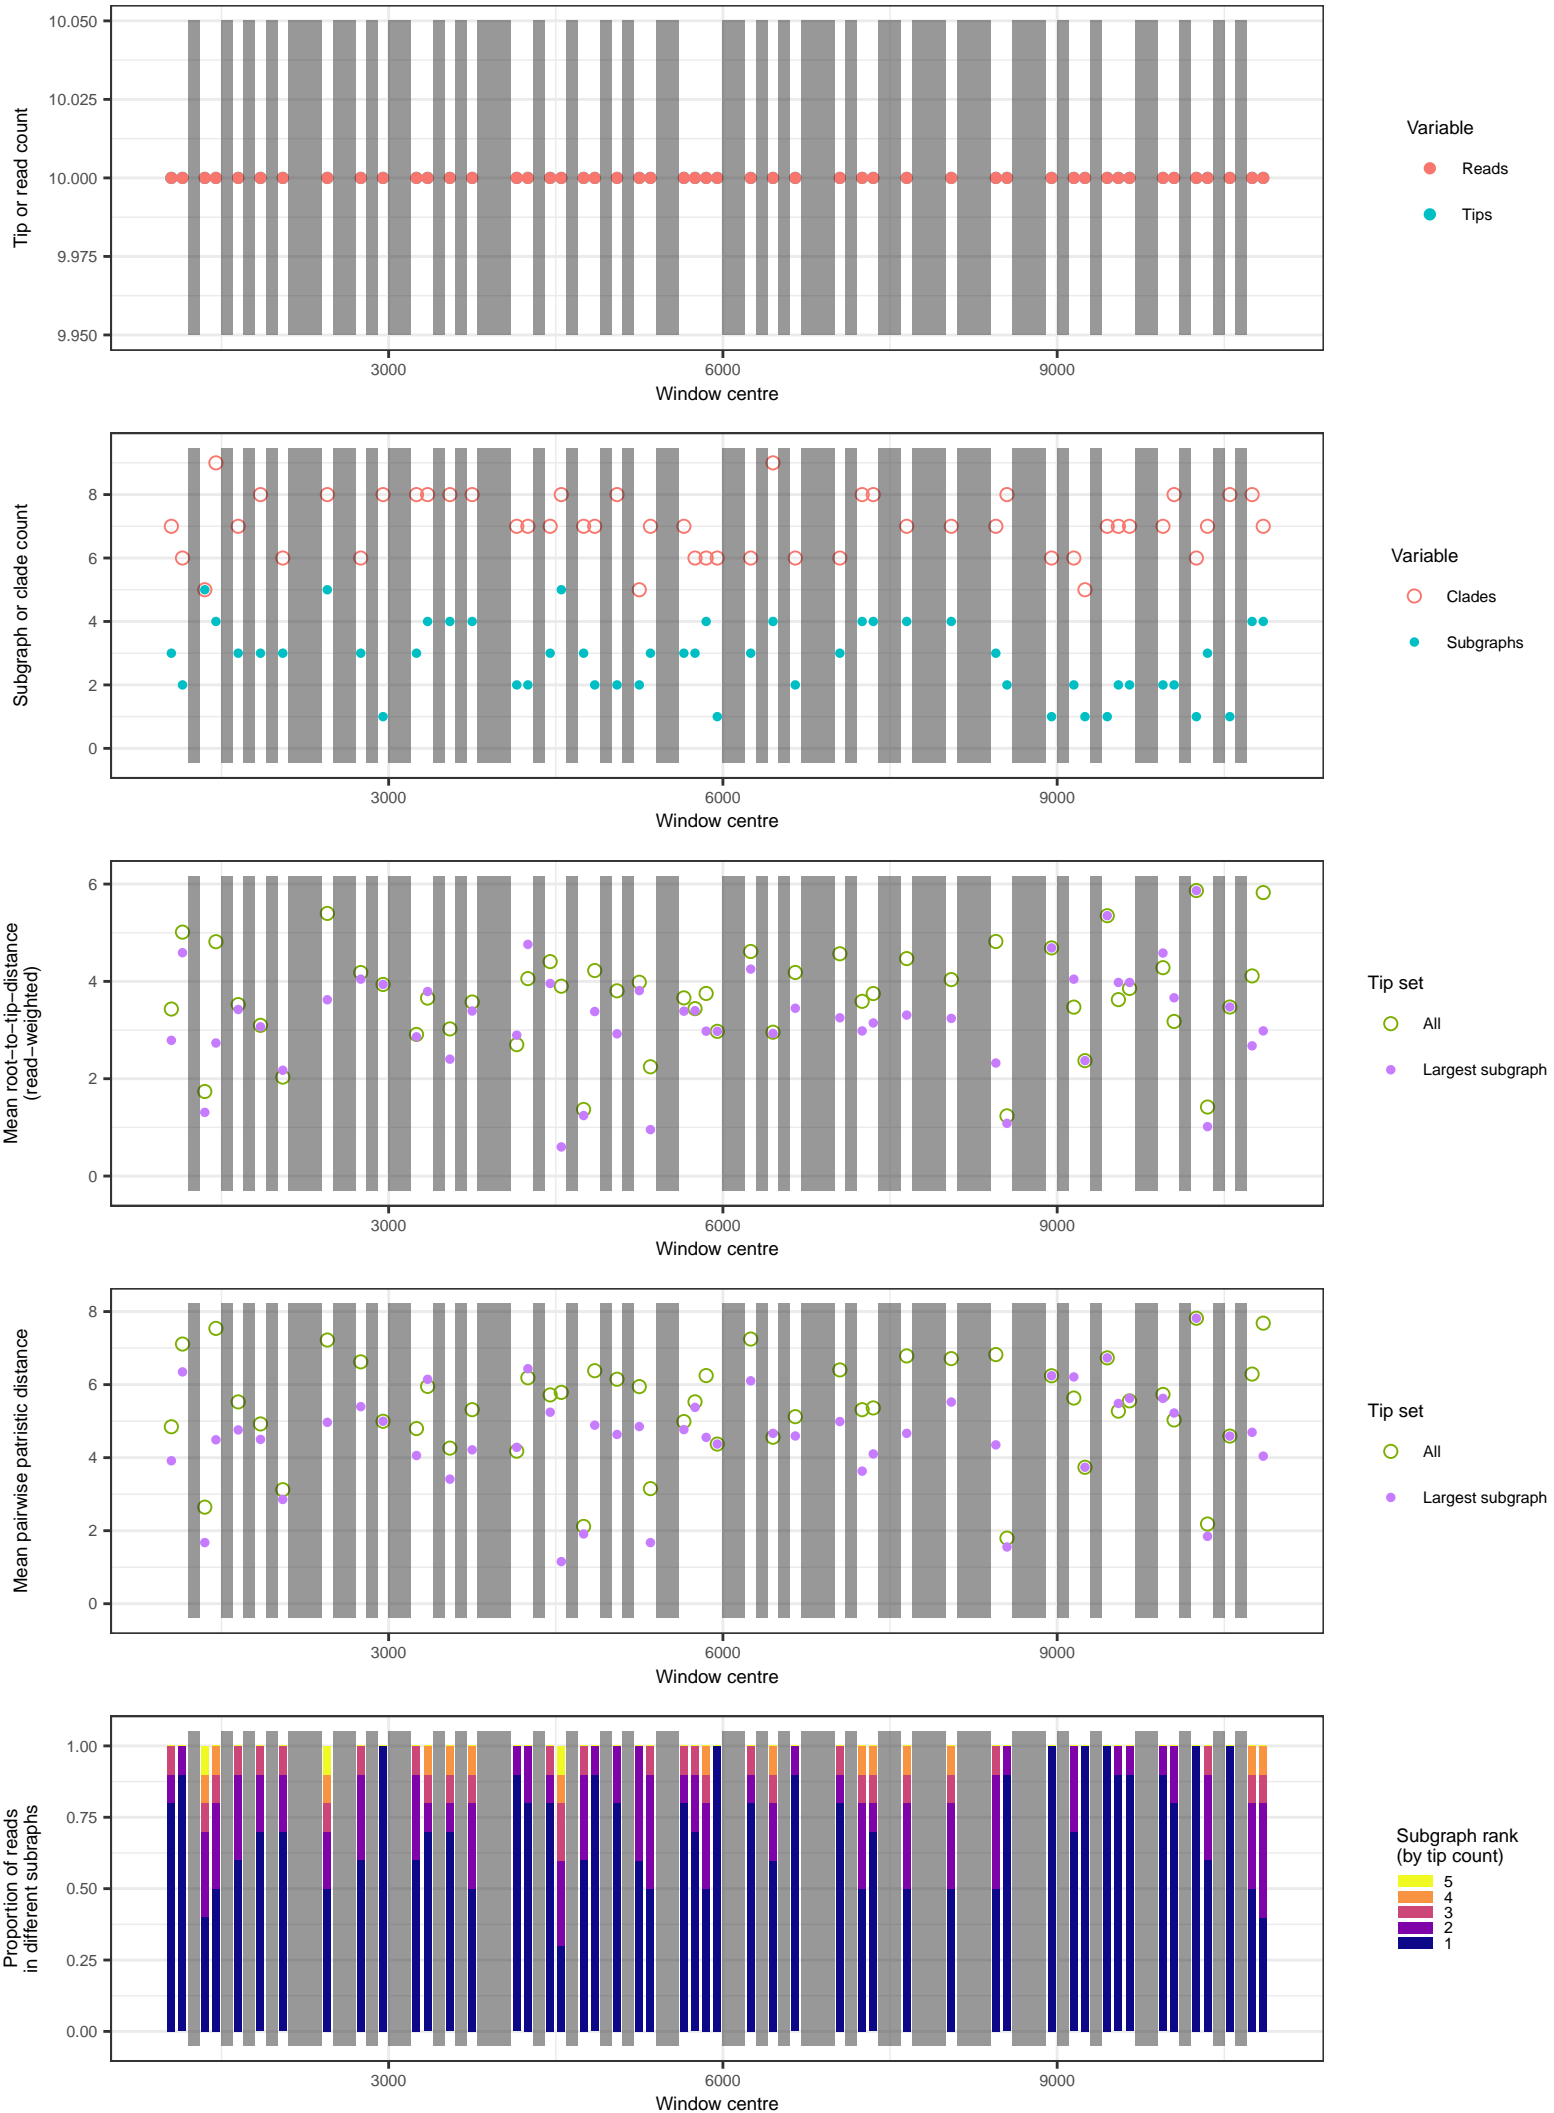 10.050
10.025
10.000
9.975
9.950
Tip or read count
3000
6000
9000
Window centre
Variable
Reads
Tips
8
6
4
2
0
Subgraph or clade count
3000
6000
9000
Window centre
Variable
Clades
Subgraphs
6
4
2
0
Mean root−to−tip−distance
(read−weighted)
3000
6000
9000
Window centre
Tip set
All
Largest subgraph
8
6
4
2
0
Mean pairwise patristic distance
3000
6000
9000
Window centre
Tip set
All
Largest subgraph
1.00
0.75
0.50
0.25
0.00
Proportion of reads
in different subraphs
3000
6000
9000
Window centre
Subgraph rank
(by tip count)
5
4
3
2
1